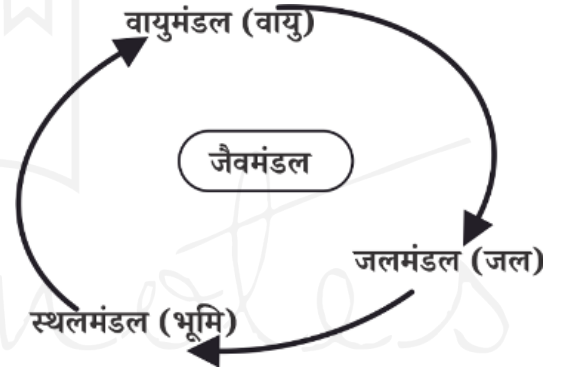 वायुमंडल (वायु)
जैवमंडल
जलमंडल (जल)
स्थलमंडल (भूमि)